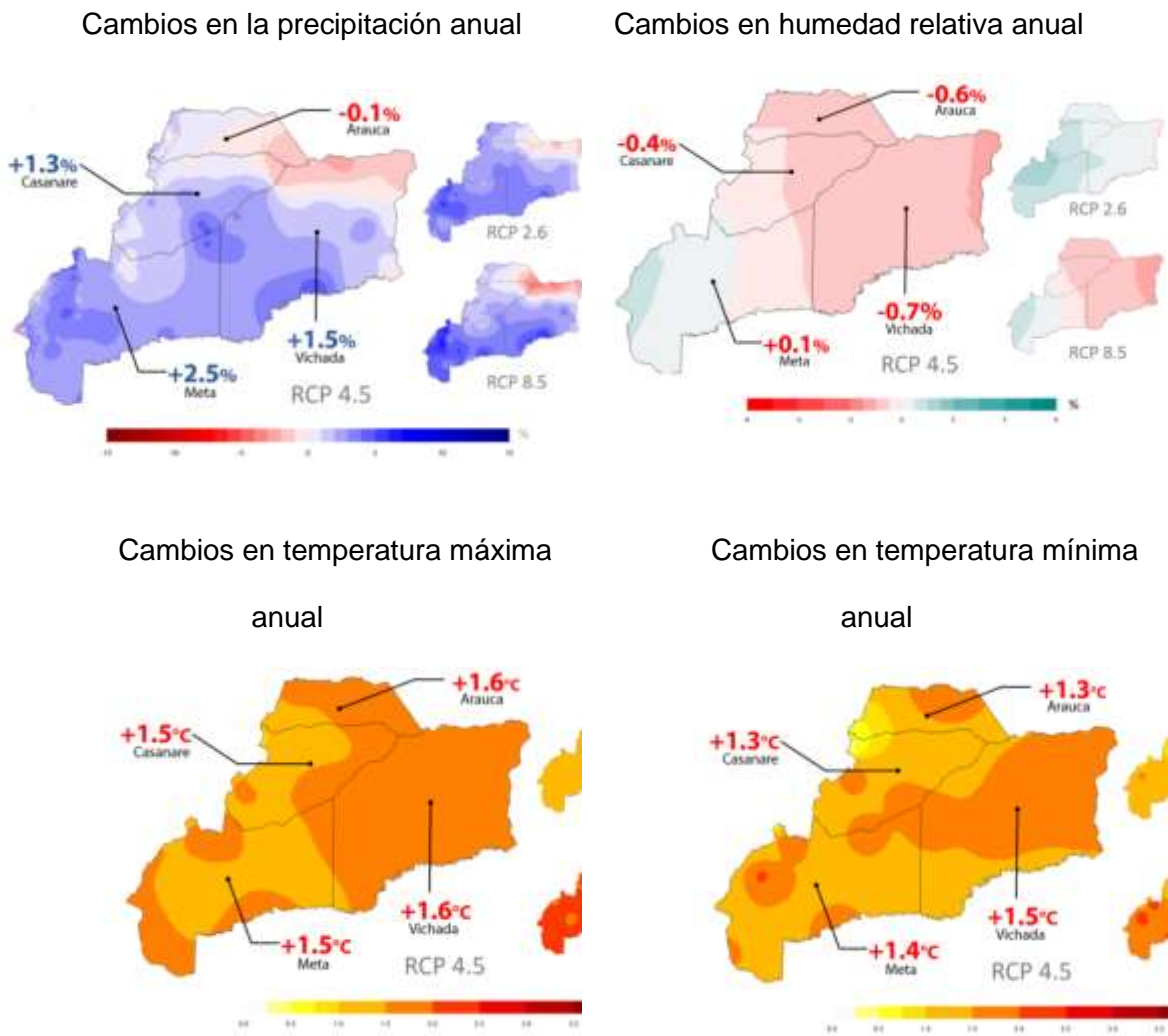 Cambios en la precipitación anual
-0.1%
Arauca
+1.3%
Casanare
RCP 2.6
+1.5%
Vichada
+2.5%
Meta
RCP 4.5
RCP 8.5
%
Cambios en humedad relativa anual
-0.6%
Arauca
-0.4%
Casanare
RCP 2.6
-0.7%
Vichada
+0.1%
Meta
RCP 4.5
RCP 8.5
%
Cambios en temperatura máxima
anual
+1.6°C
Arauca
+1.5°C
Casanare
+1.6°C
Vichada
+1.5°C
Meta
RCP 4.5
Cambios en temperatura mínima
anual
+1.3°C
Arauca
+1.3°C
Casanare
+1.5°C
Vichada
+1.4°C
Meta
RCP 4.5